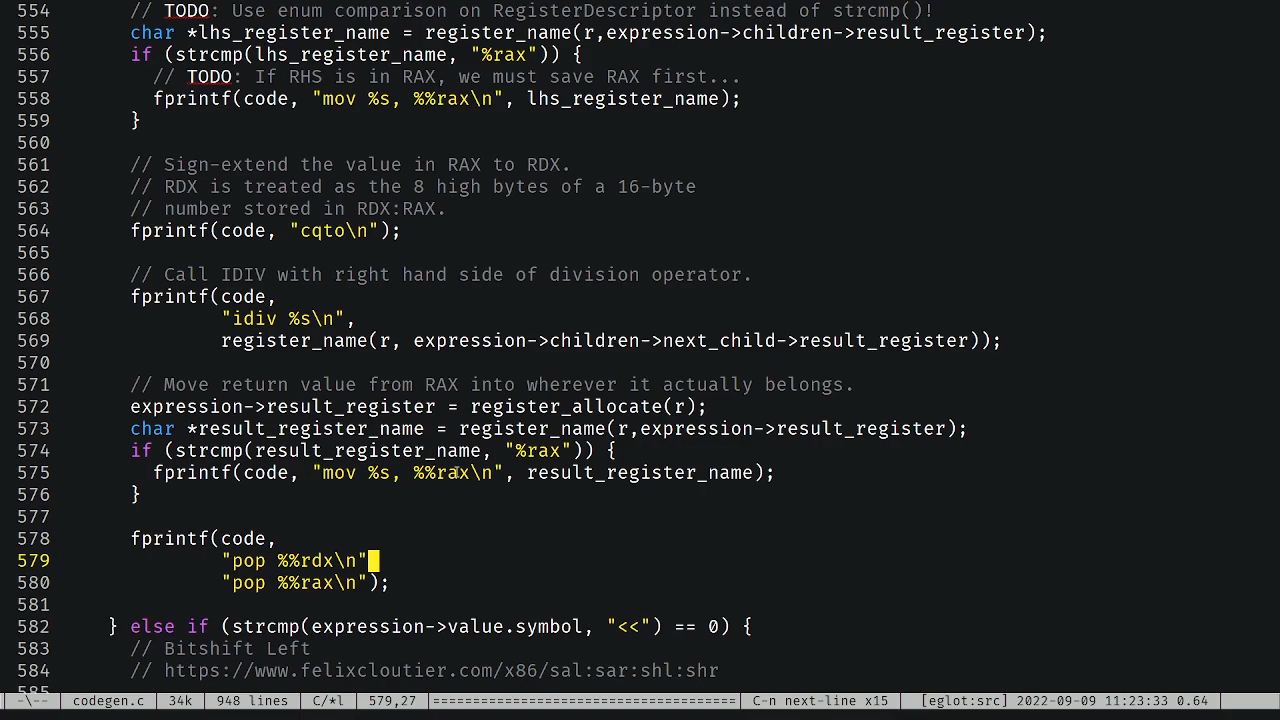 554       // TODO: Use enum comparison on RegisterDescriptor instead of strcmp()!
555       char *lhs_register_name = register_name(r,expression->children->result_register);
556       if (strcmp(lhs_register_name, "%rax")) {
557         // TODO: If RHS is in RAX, we must save RAX first...
558         fprintf(code, "mov %s, %%rax\n", lhs_register_name);
559       }
560
561       // Sign-extend the value in RAX to RDX.
562       // RDX is treated as the 8 high bytes of a 16-byte
563       // number stored in RDX:RAX.
564       fprintf(code, "cqto\n");
565
566       // Call IDIV with right hand side of division operator.
567       fprintf(code,
568               "idiv %s\n",
569               register_name(r, expression->children->next_child->result_register));
570
571       // Move return value from RAX into wherever it actually belongs.
572       expression->result_register = register_allocate(r);
573       char *result_register_name = register_name(r,expression->result_register);
574       if (strcmp(result_register_name, "%rax")) {
575         fprintf(code, "mov %s, %%rax\n", result_register_name);
576       }
577
578       fprintf(code,
579               "pop %%rdx\n"
580               "pop %%rax\n");
581
582     } else if (strcmp(expression->value.symbol, "<<") == 0) {
583       // Bitshift Left
584       // https://www.felixcloutier.com/x86/sal:sar:shl:shr
585
-\-- codegen.c 34k 948 lines C/*l 579,27 =========================== C-n next-line x15 [eglot:src] 2022-09-09 11:23:33 0.64